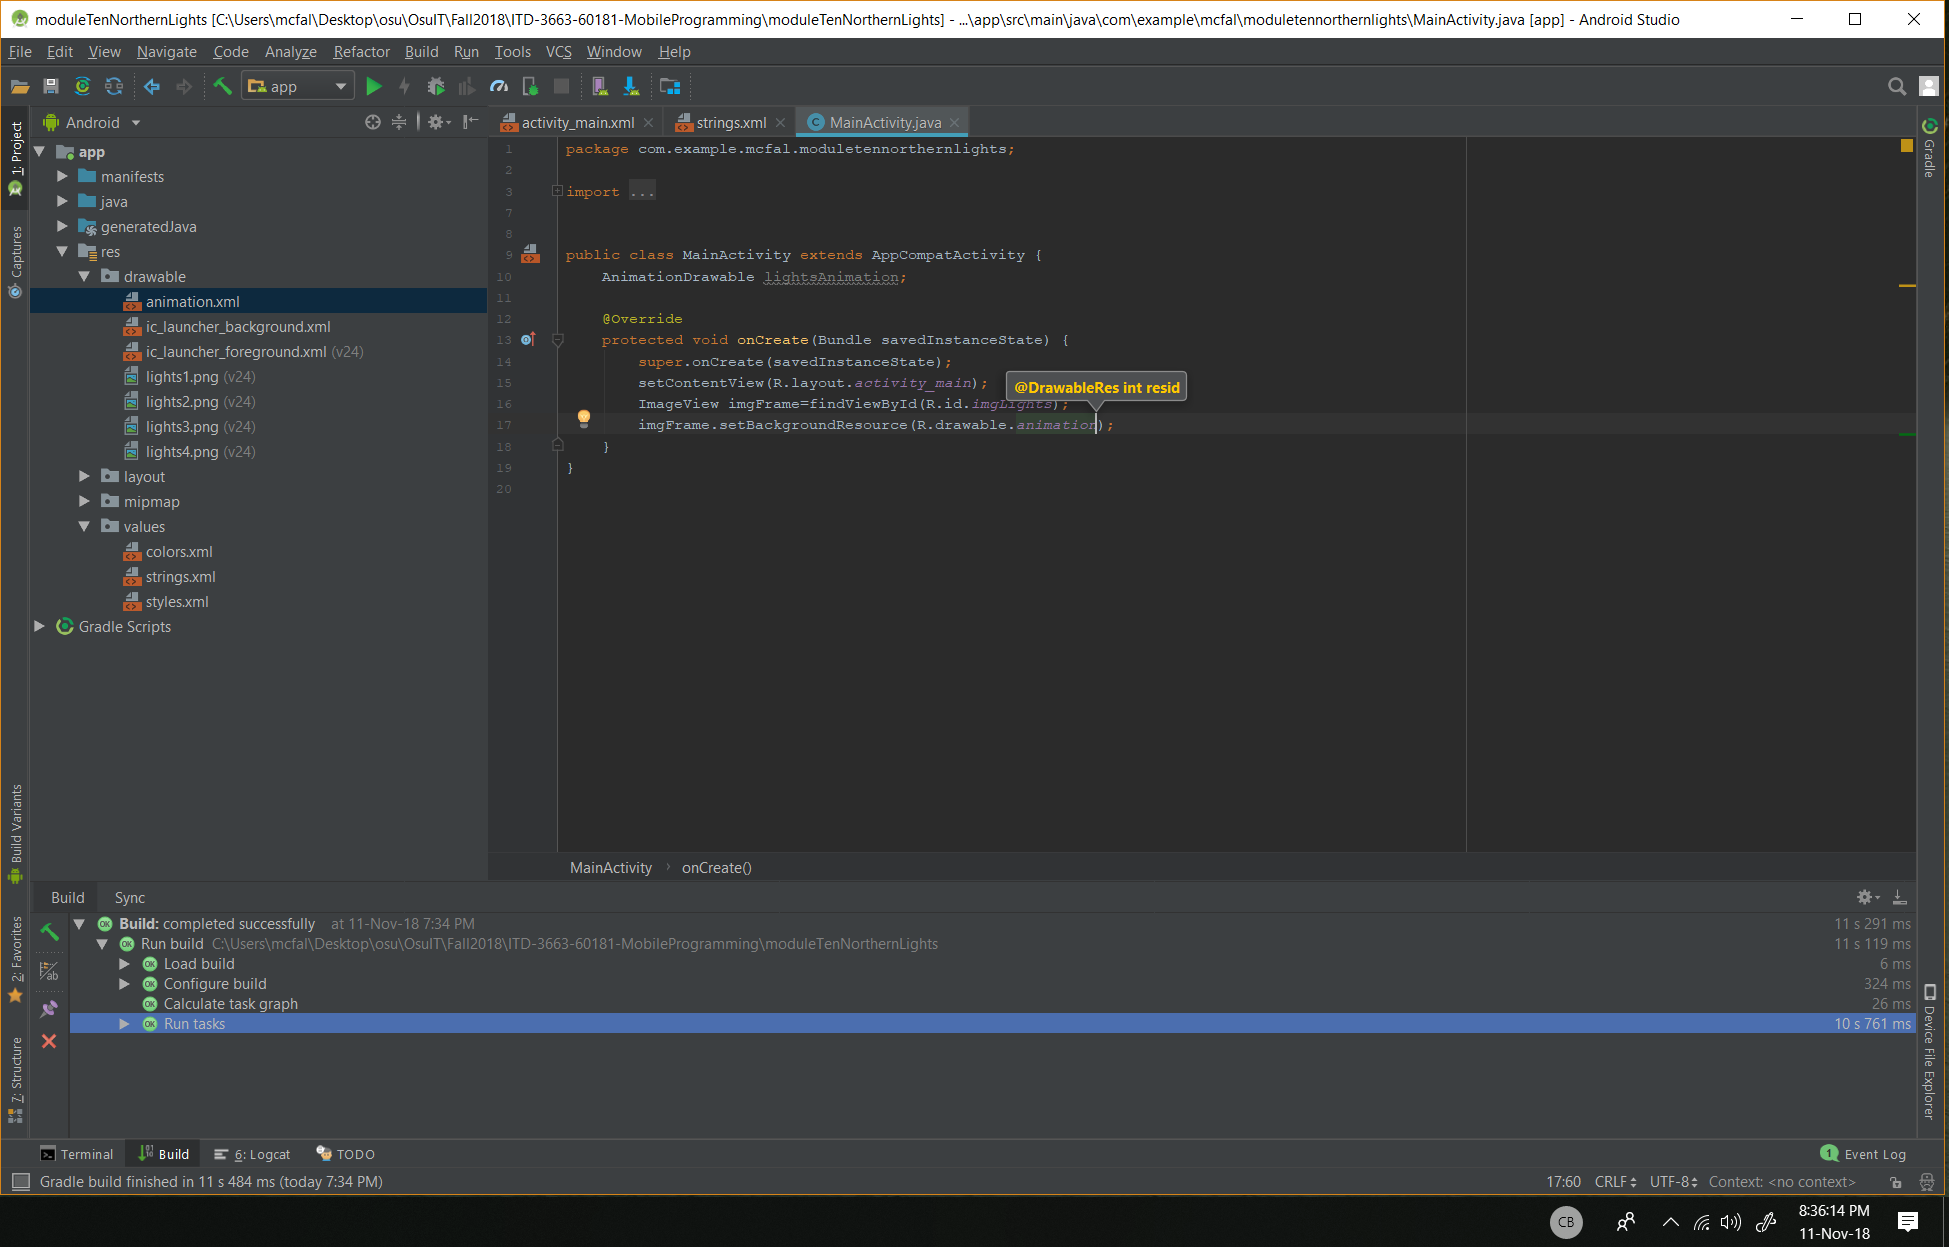 moduleTenNorthernLights [C:\Users\mcfal\Desktop\osu\OsuIT\Fall2018\ITD-3663-60181-MobileProgramming\moduleTenNorthernLights] - ...\app\src\main\java\com\example\mcfal\moduletennorthernlights\MainActivity.java [app] - Android Studio
File Edit View Navigate Code Analyze Refactor Build Run Tools VCS Window Help
app
Android
activity_main.xml
strings.xml
MainActivity.java
1: Project
Captures
Build Variants
2: Favorites
7: Structure
app
manifests
java
generatedJava
res
drawable
animation.xml
ic_launcher_background.xml
ic_launcher_foreground.xml (v24)
lights1.png (v24)
lights2.png (v24)
lights3.png (v24)
lights4.png (v24)
layout
mipmap
values
colors.xml
strings.xml
styles.xml
Gradle Scripts
1 package com.example.mcfal.moduletennorthernlights;
2
3 import ...
7
8
9 public class MainActivity extends AppCompatActivity {
10 AnimationDrawable lightsAnimation;
11
12 @Override
13 protected void onCreate(Bundle savedInstanceState) {
14 super.onCreate(savedInstanceState);
15 setContentView(R.layout.activity_main);
@DrawableRes int resid
16 ImageView imgFrame=findViewById(R.id.imgLights);
17 imgFrame.setBackgroundResource(R.drawable.animation);
18 }
19 }
20
Gradle
Device File Explorer
MainActivity › onCreate()
Build Sync
Build: completed successfully at 11-Nov-18 7:34 PM 11 s 291 ms
Run build C:\Users\mcfal\Desktop\osu\OsuIT\Fall2018\ITD-3663-60181-MobileProgramming\moduleTenNorthernLights 11 s 119 ms
Load build 6 ms
Configure build 324 ms
Calculate task graph 26 ms
Run tasks 10 s 761 ms
Terminal Build 6: Logcat TODO 1 Event Log
Gradle build finished in 11 s 484 ms (today 7:34 PM) 17:60 CRLF UTF-8 Context: <no context>
CB
8:36:14 PM
11-Nov-18